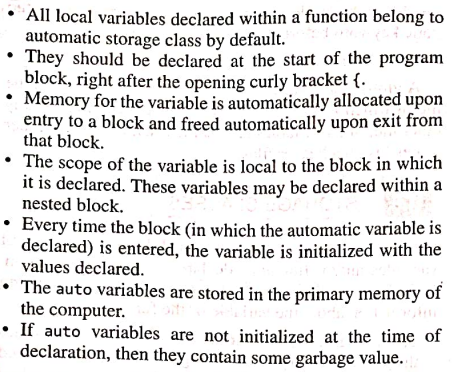 • All local variables declared within a function belong to
automatic storage class by default.
• They should be declared at the start of the program
block, right after the opening curly bracket {.
• Memory for the variable is automatically allocated upon
entry to a block and freed automatically upon exit from
that block.
• The scope of the variable is local to the block in which
it is declared. These variables may be declared within a
nested block.
• Every time the block (in which the automatic variable is
declared) is entered, the variable is initialized with the
values declared.
• The auto variables are stored in the primary memory of
the computer.
• If auto variables are not initialized at the time of
declaration, then they contain some garbage value.